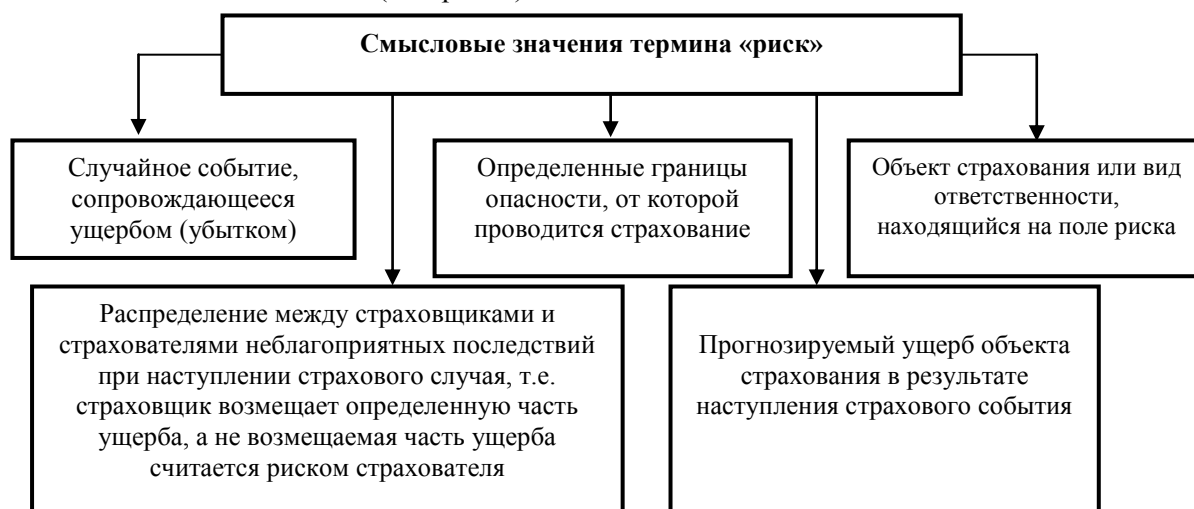 Смысловые значения термина «риск»
Случайное событие,
сопровождающееся
ущербом (убытком)
Определенные границы
опасности, от которой
проводится страхование
Объект страхования или вид
ответственности,
находящийся на поле риска
Распределение между страховщиками и
страхователями неблагоприятных последствий
при наступлении страхового случая, т.е.
страховщик возмещает определенную часть
ущерба, а не возмещаемая часть ущерба
считается риском страхователя
Прогнозируемый ущерб объекта
страхования в результате
наступления страхового события